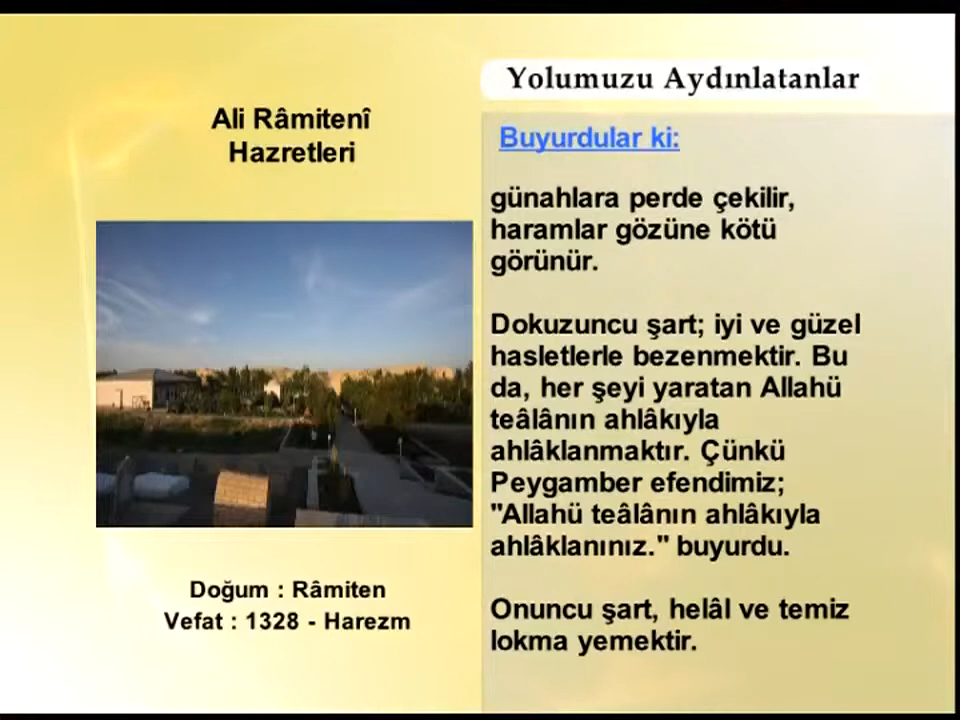 Yolumuzu Aydınlatanlar
Ali Râmitenî
Hazretleri
Doğum : Râmiten
Vefat : 1328 - Harezm
Buyurdular ki:
günahlara perde çekilir,
haramlar gözüne kötü
görünür.
Dokuzuncu şart; iyi ve güzel
hasletlerle bezenmektir. Bu
da, her şeyi yaratan Allahü
teâlânın ahlâkıyla
ahlâklanmaktır. Çünkü
Peygamber efendimiz;
"Allahü teâlânın ahlâkıyla
ahlâklanınız." buyurdu.
Onuncu şart, helâl ve temiz
lokma yemektir.